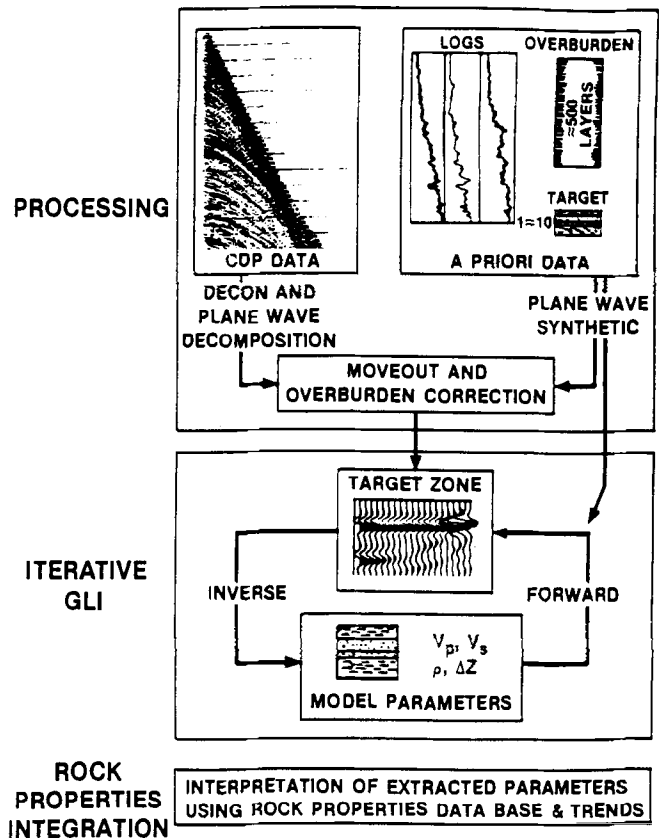 PROCESSING
LOGS
OVERBURDEN
≈500
LAYERS
TARGET
1≈10
CDP DATA
A PRIORI DATA
DECON AND
PLANE WAVE
DECOMPOSITION
PLANE WAVE
SYNTHETIC
MOVEOUT AND
OVERBURDEN CORRECTION
ITERATIVE
GLI
TARGET ZONE
INVERSE
FORWARD
Vp, Vs
ρ, ΔZ
MODEL PARAMETERS
ROCK
PROPERTIES
INTEGRATION
INTERPRETATION OF EXTRACTED PARAMETERS
USING ROCK PROPERTIES DATA BASE & TRENDS